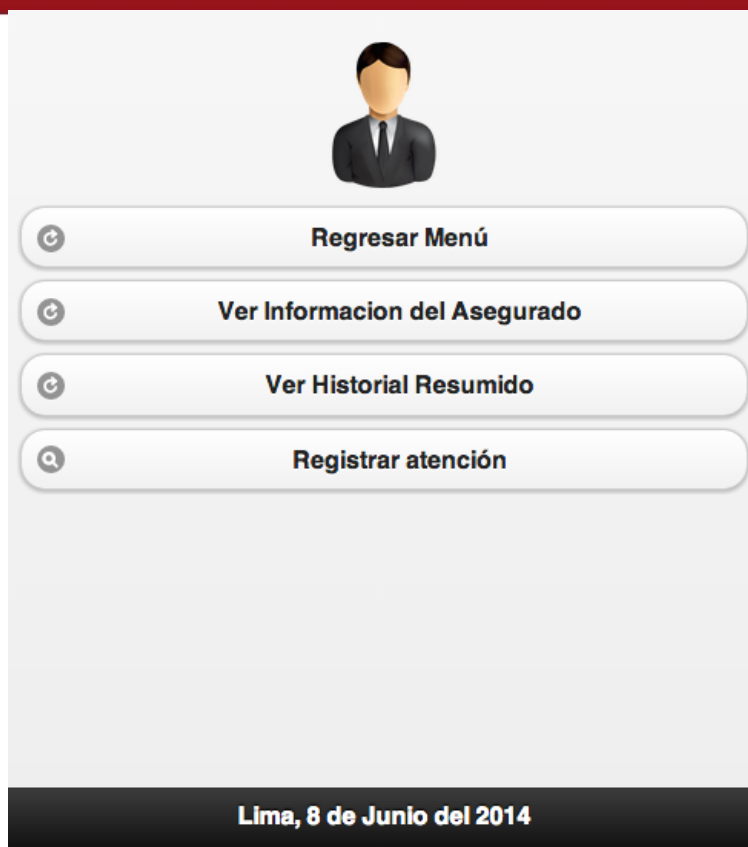 Regresar Menú
Ver Informacion del Asegurado
Ver Historial Resumido
Registrar atención
Lima, 8 de Junio del 2014